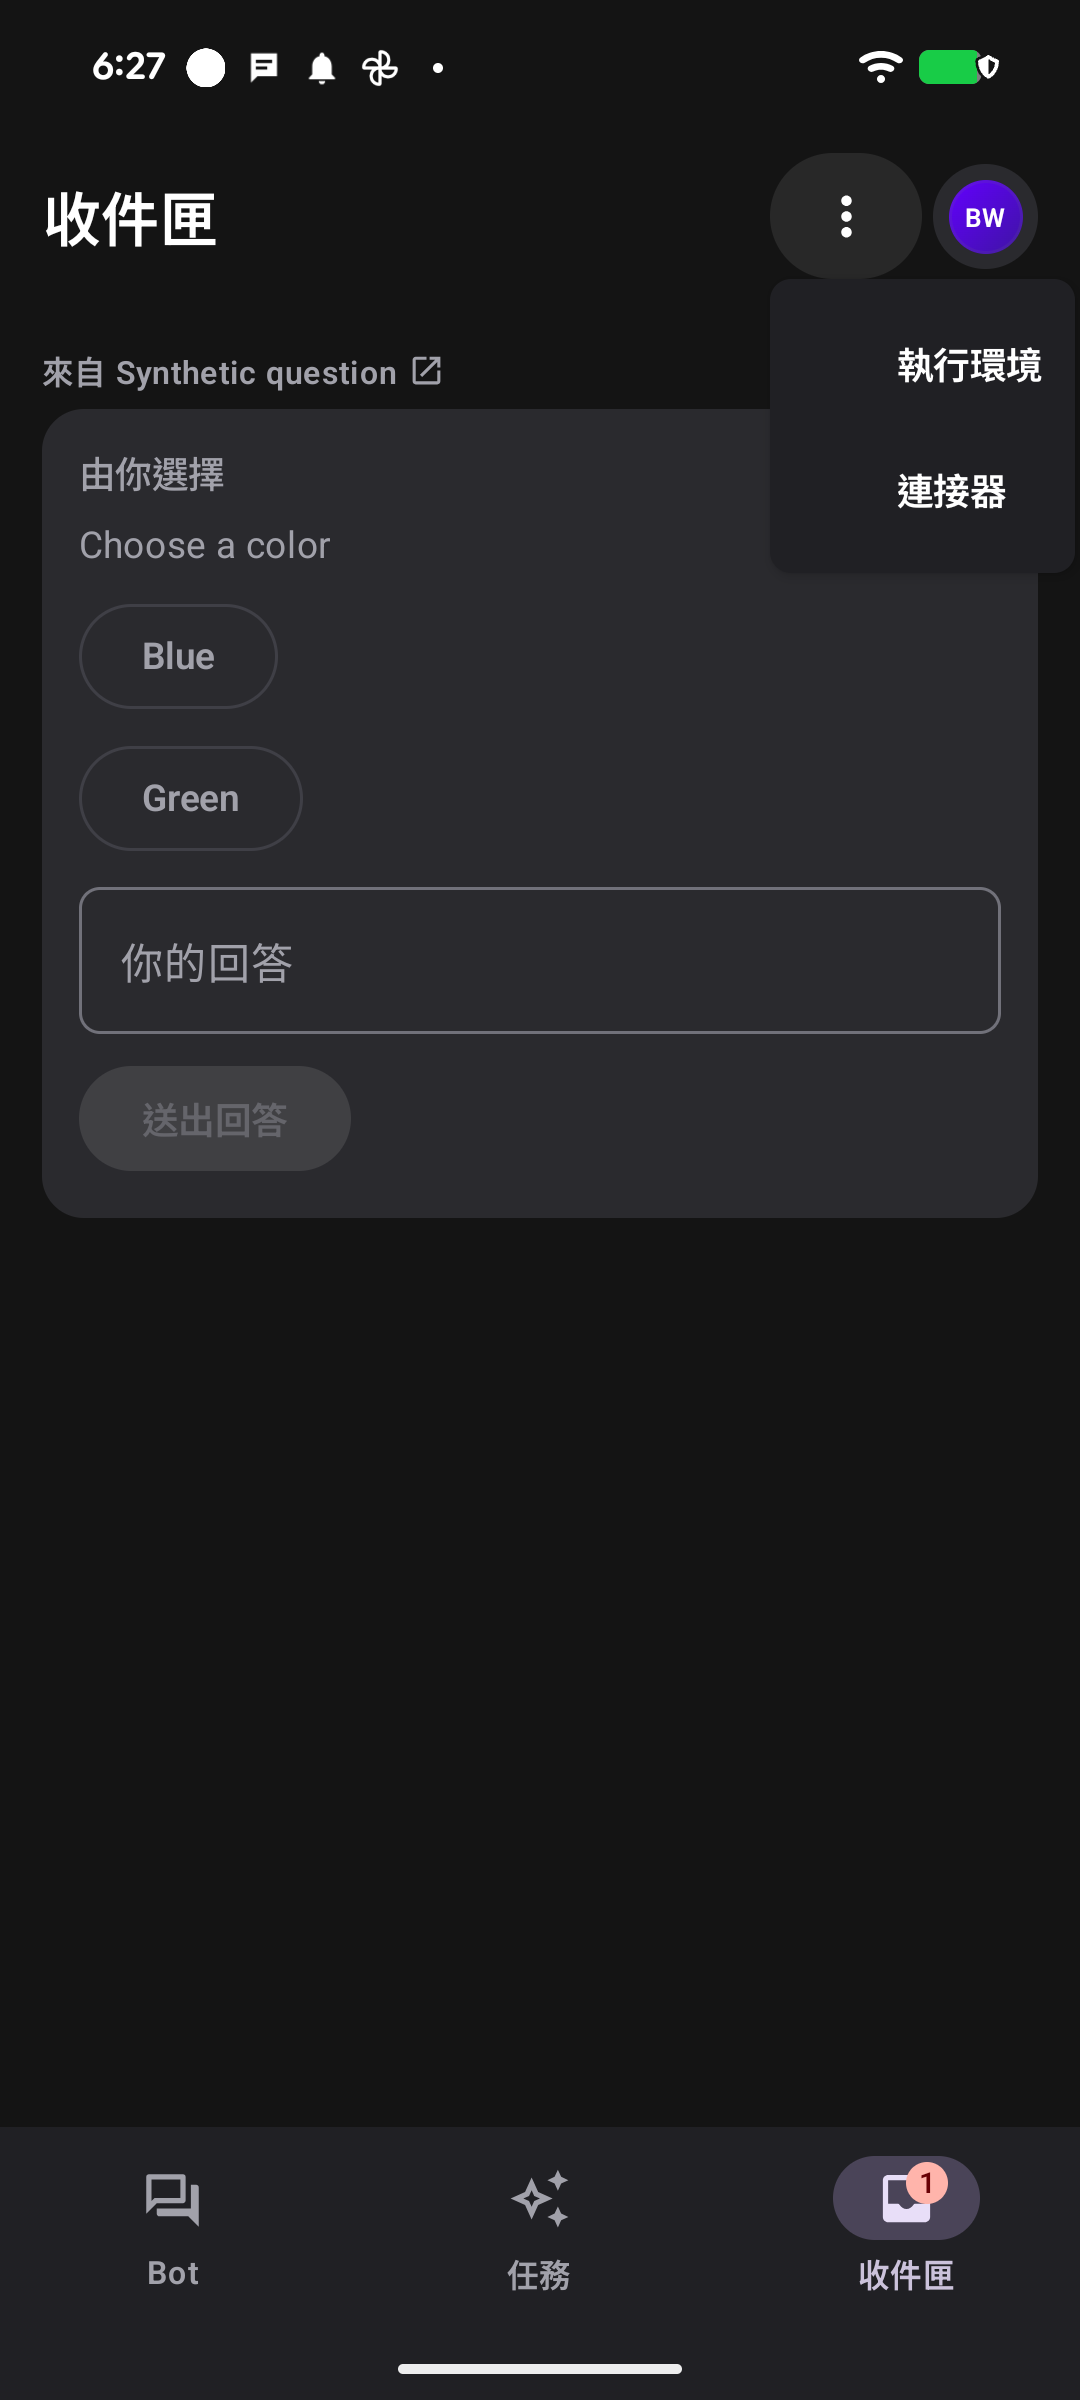 6:27
收件匣
BW
執行環境
連接器
來自 Synthetic question
由你選擇
Choose a color
Blue
Green
你的回答
送出回答
Bot
任務
1
收件匣